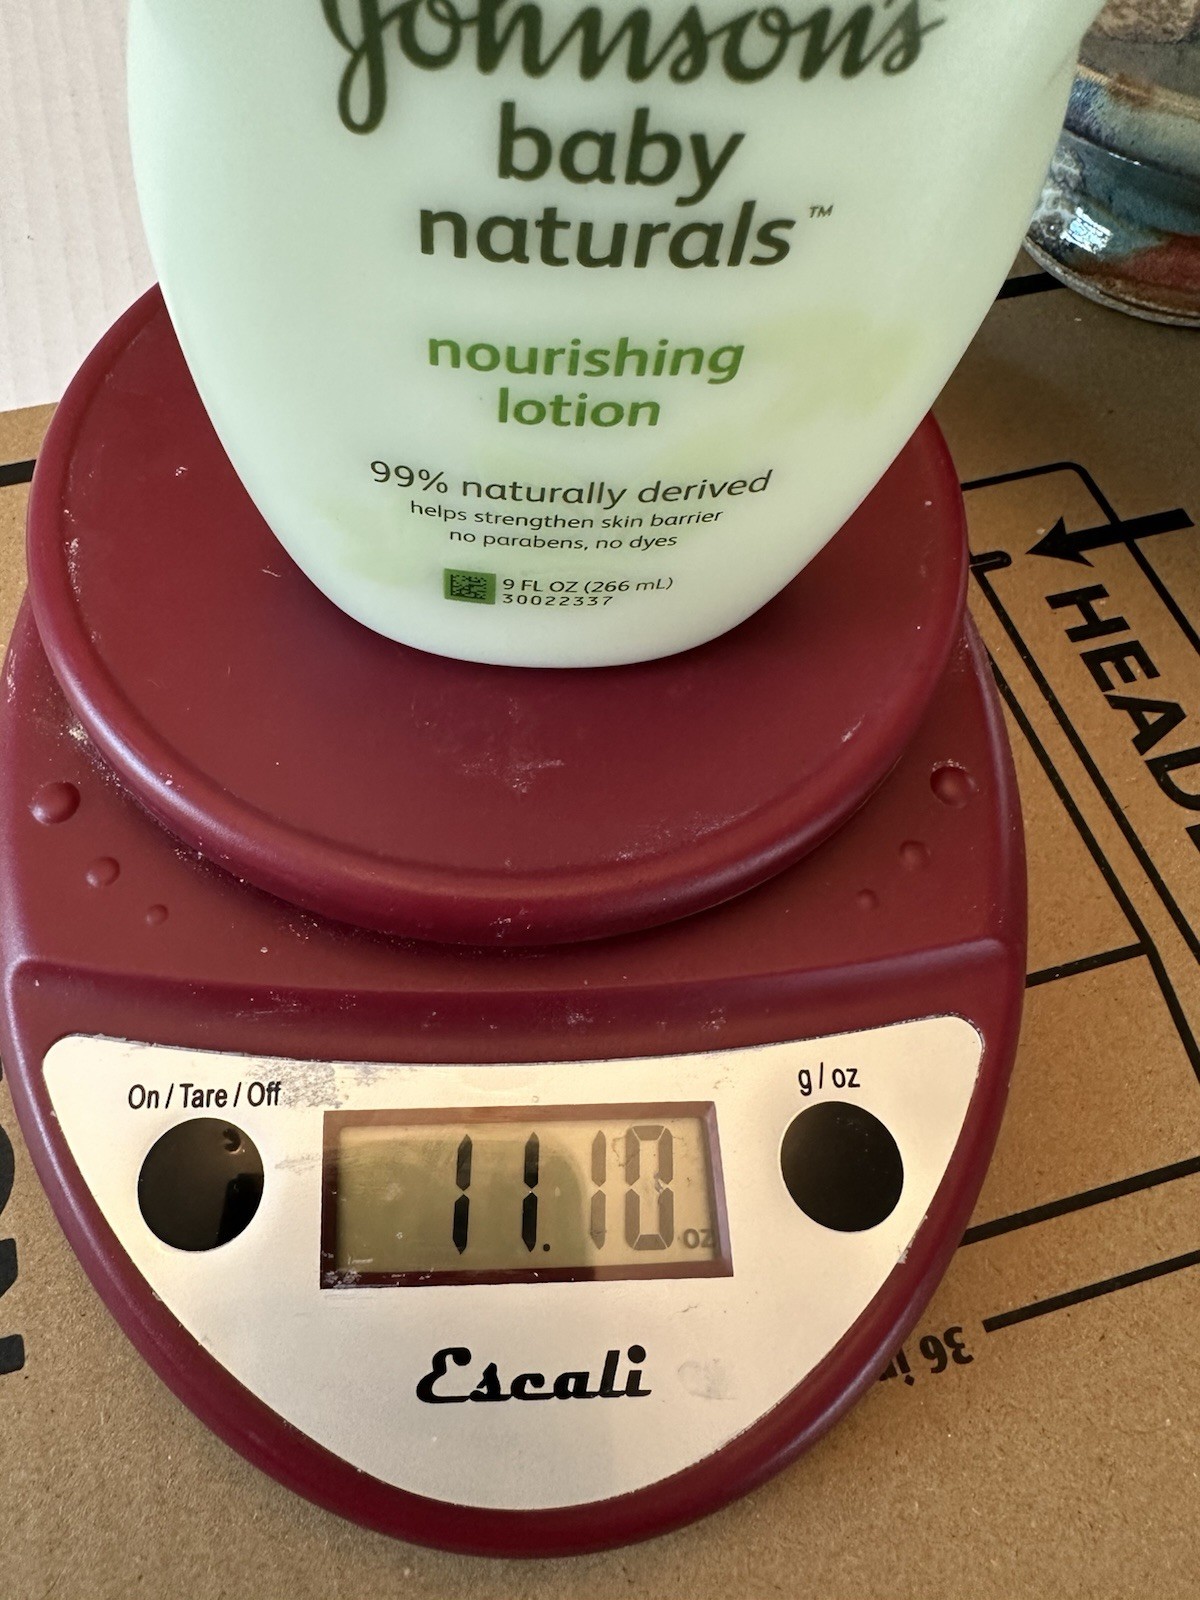 Johnson's
baby
naturals™
nourishing
lotion
99% naturally derived
helps strengthen skin barrier
no parabens, no dyes
9 FL OZ (266 mL)
30022337
HEAD
On / Tare / Off
g / oz
11.10 oz
36 in
Escali